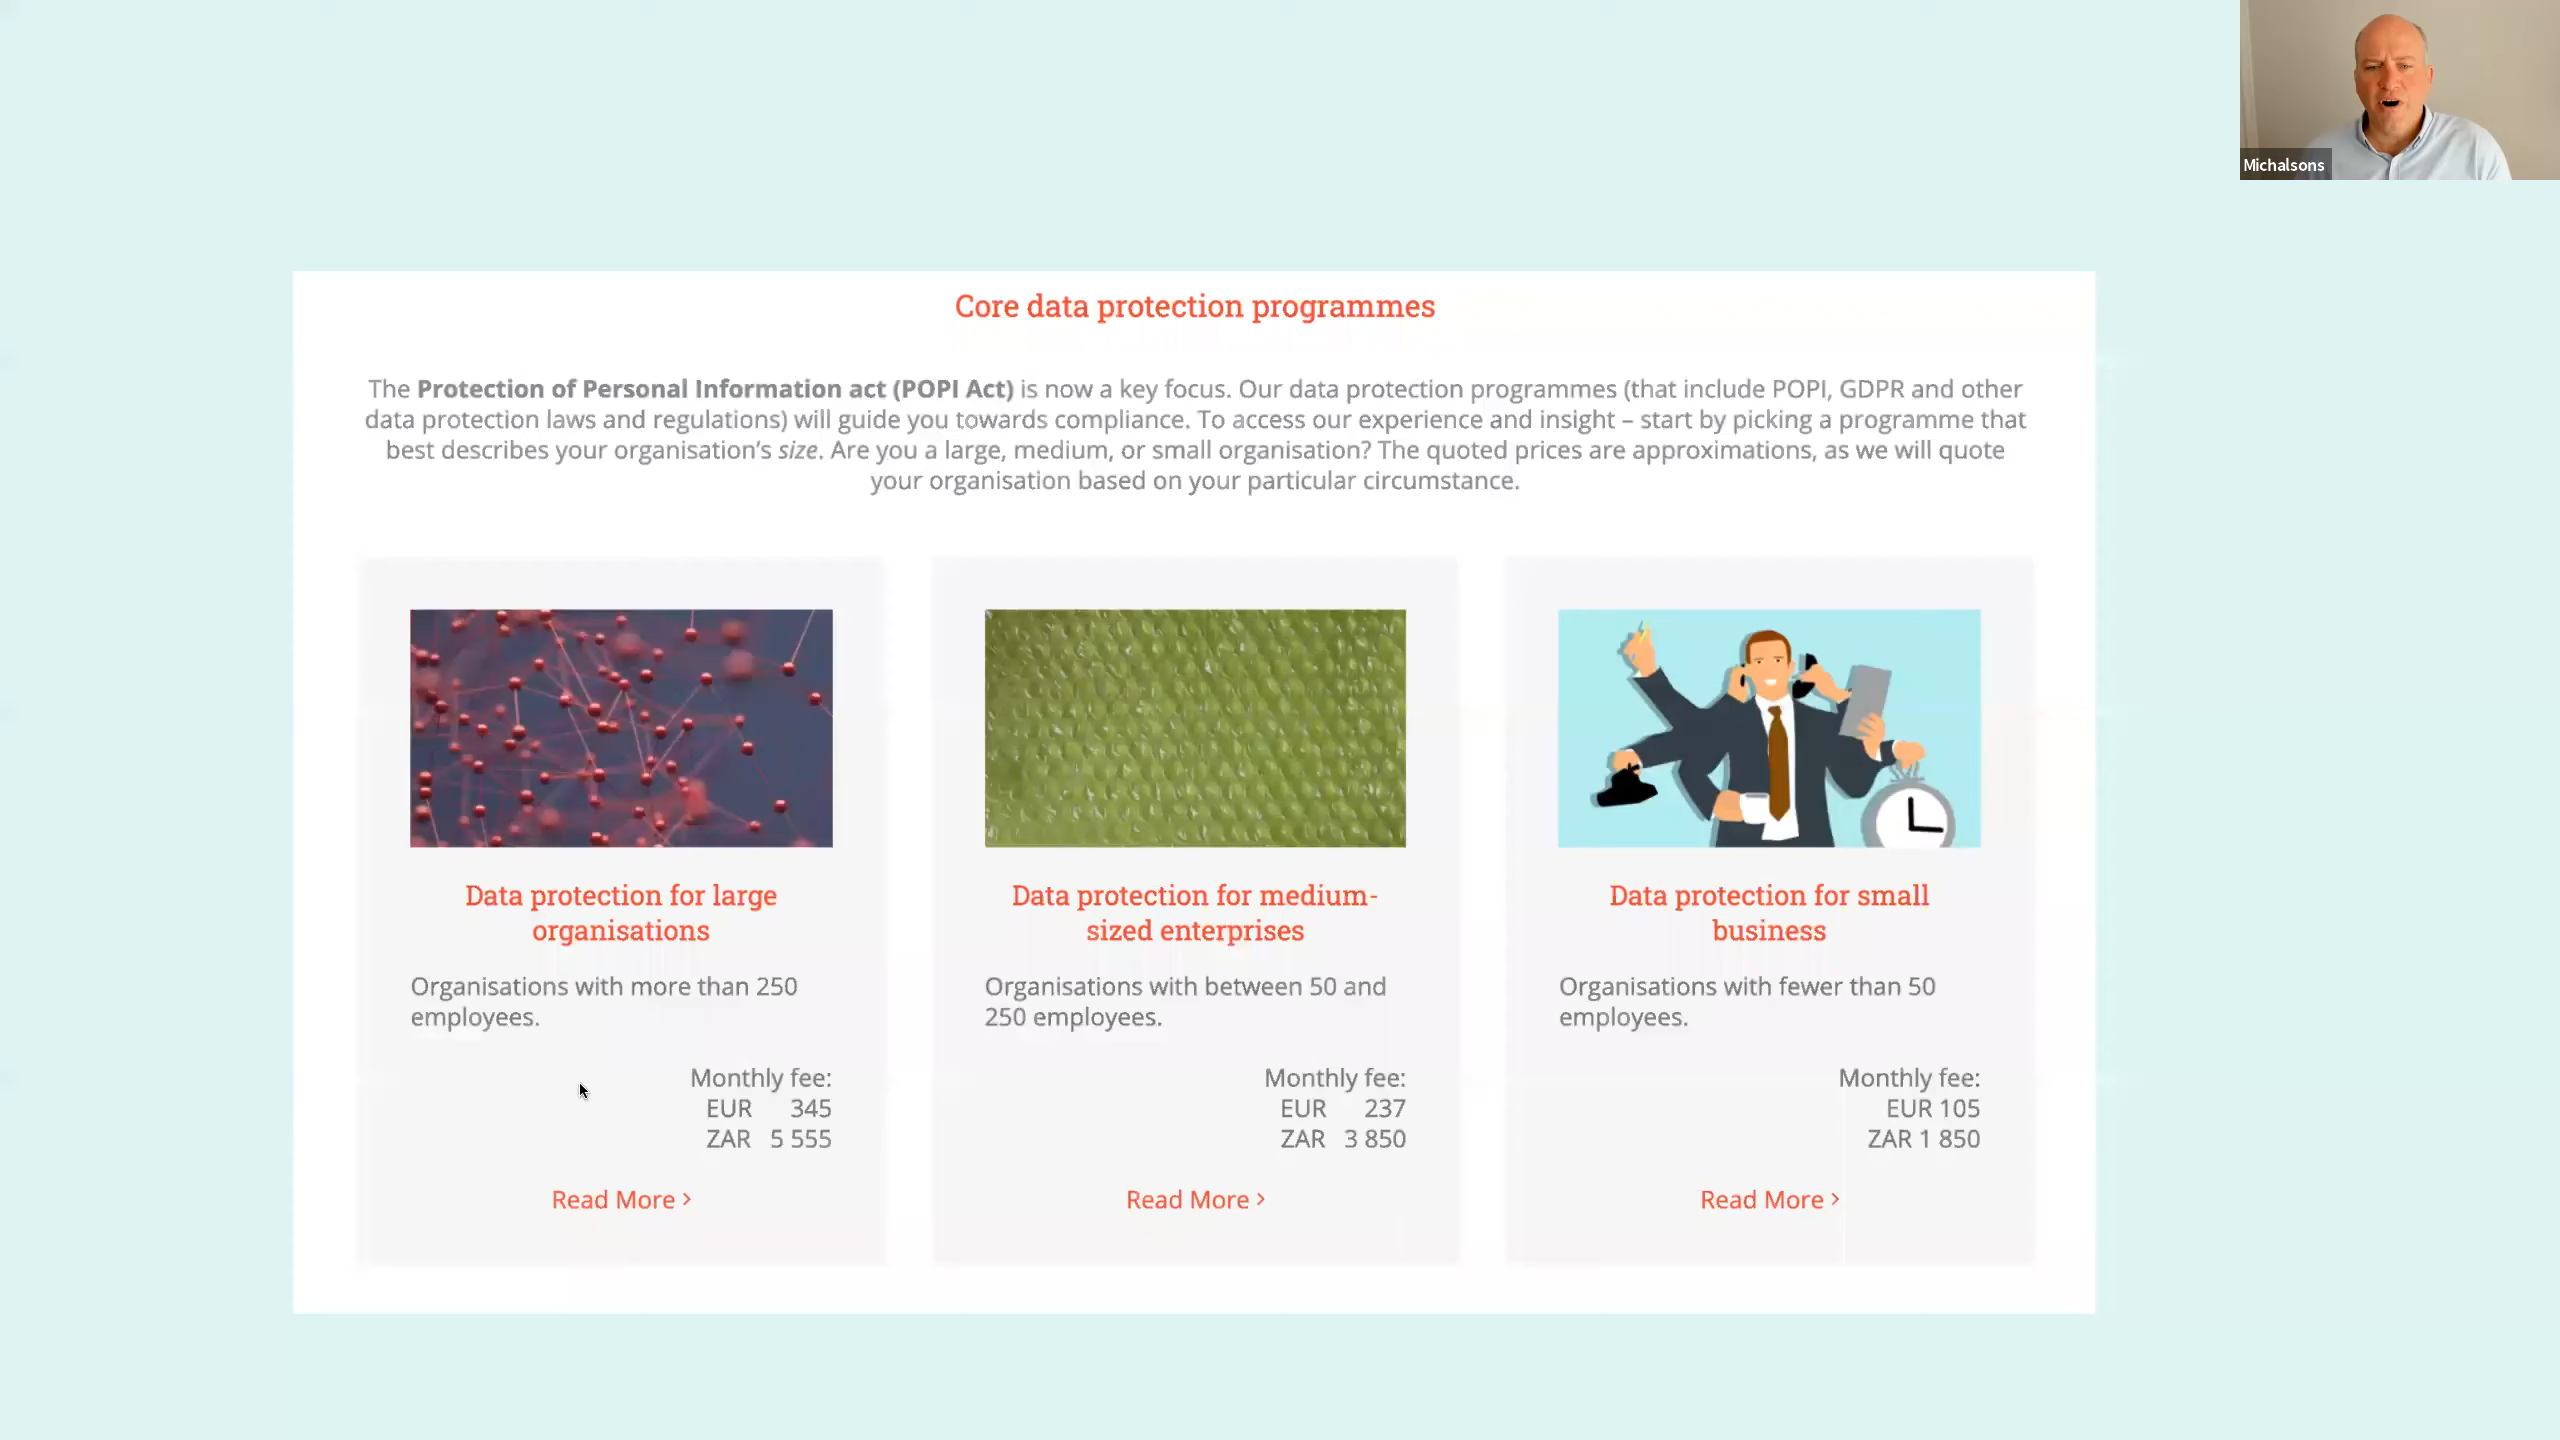 Michalsons
Core data protection programmes
The Protection of Personal Information act (POPI Act) is now a key focus. Our data protection programmes (that include POPI, GDPR and other
data protection laws and regulations) will guide you towards compliance. To access our experience and insight – start by picking a programme that
best describes your organisation's size. Are you a large, medium, or small organisation? The quoted prices are approximations, as we will quote
your organisation based on your particular circumstance.
Data protection for large
organisations
Organisations with more than 250
employees.
Monthly fee:
EUR 345
ZAR 5 555
Read More >
Data protection for medium-
sized enterprises
Organisations with between 50 and
250 employees.
Monthly fee:
EUR 237
ZAR 3 850
Read More >
Data protection for small
business
Organisations with fewer than 50
employees.
Monthly fee:
EUR 105
ZAR 1 850
Read More >